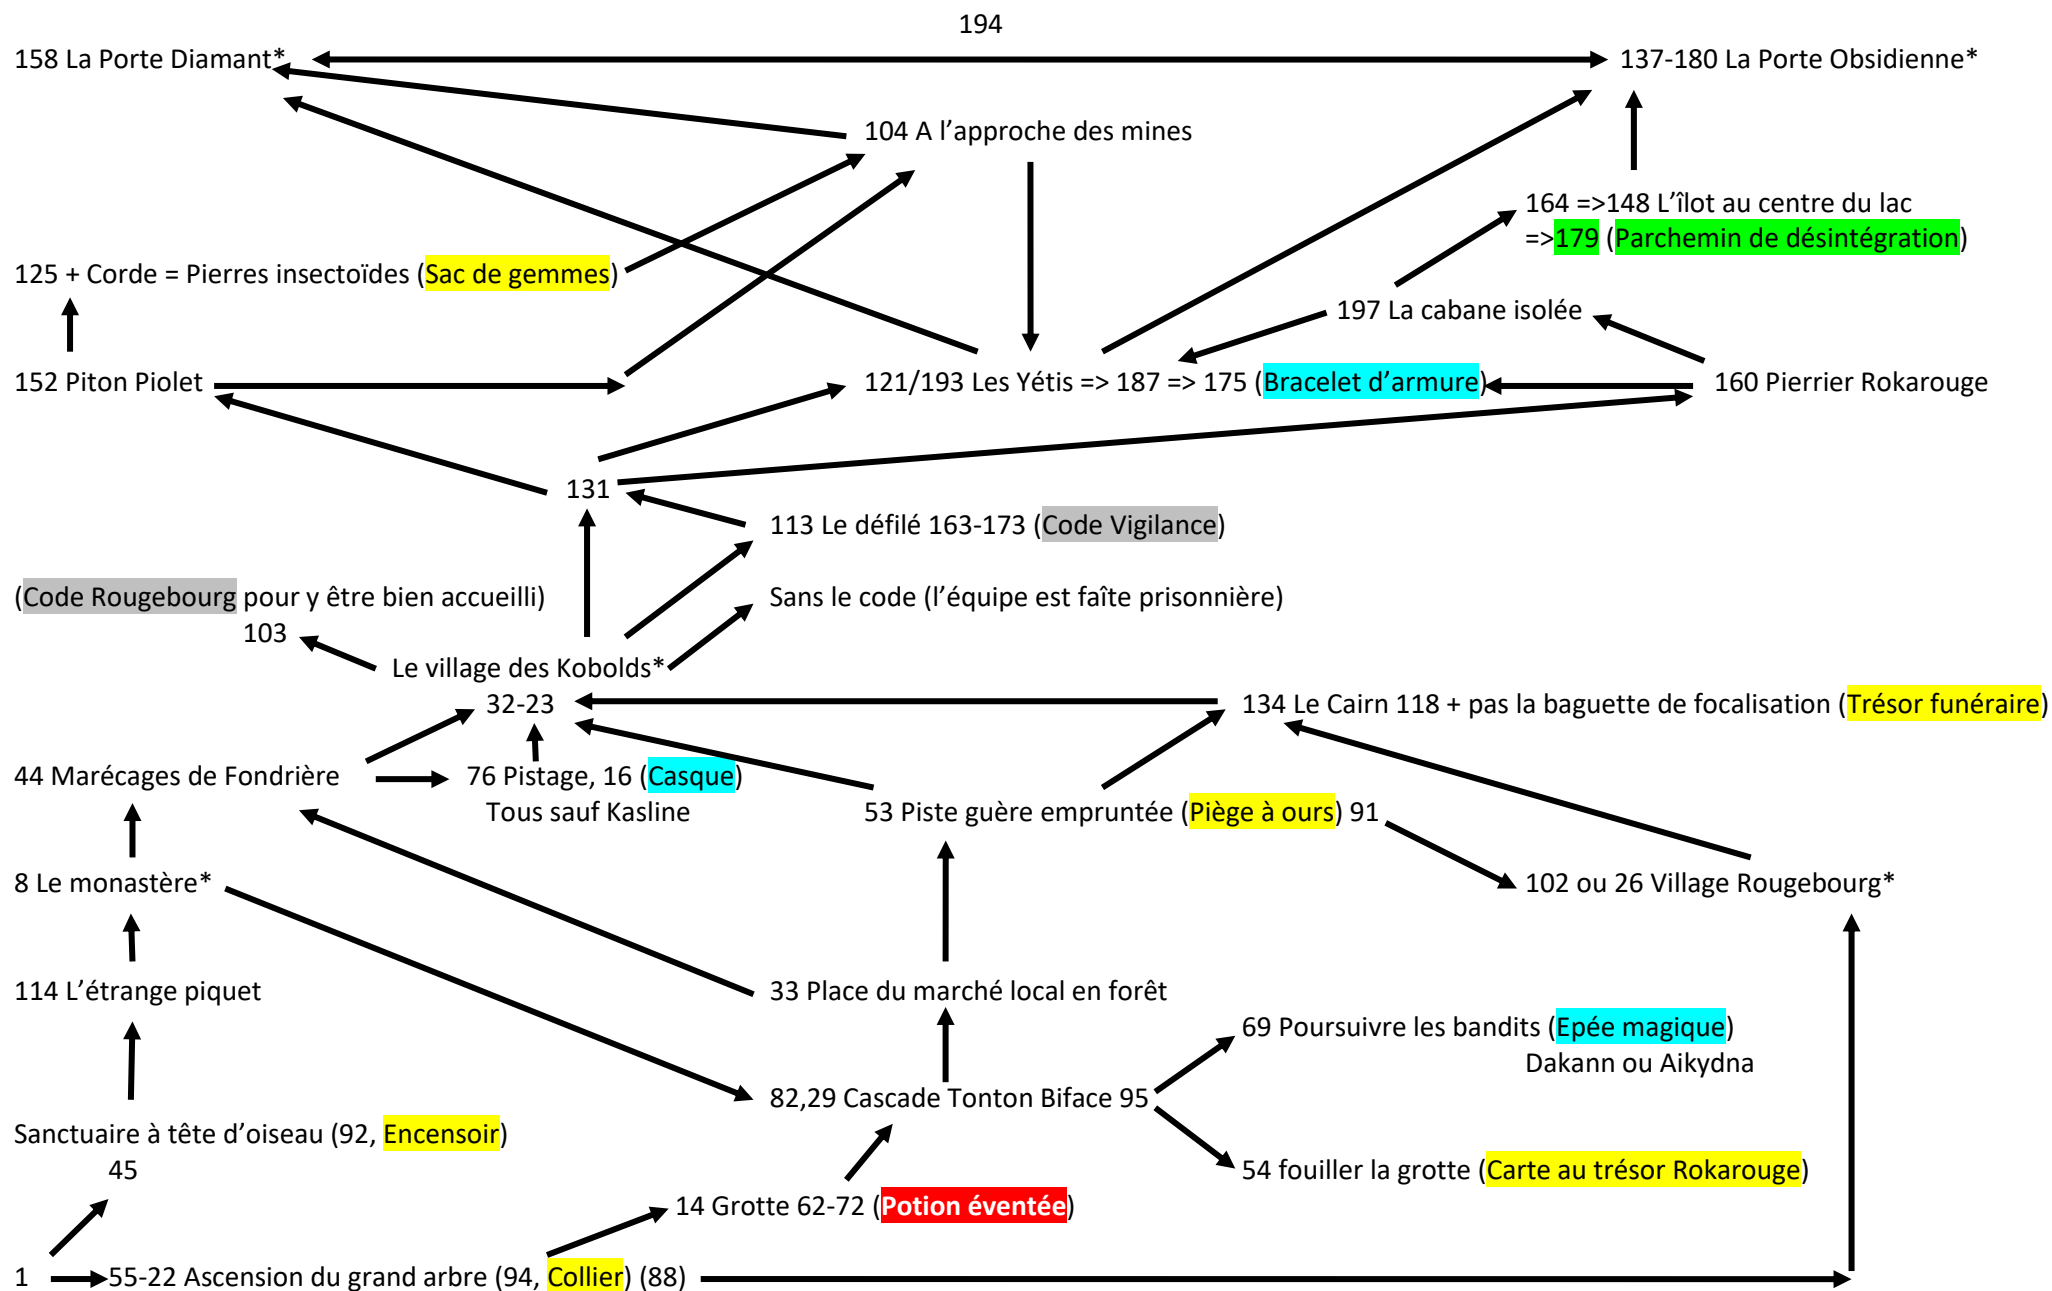 194
158 La Porte Diamant*
137-180 La Porte Obsidienne*
104 A l’approche des mines
164 =>148 L’îlot au centre du lac
=>179 (Parchemin de désintégration)
125 + Corde = Pierres insectoïdes (Sac de gemmes)
197 La cabane isolée
152 Piton Piolet
121/193 Les Yétis => 187 => 175 (Bracelet d’armure)
160 Pierrier Rokarouge
131
113 Le défilé 163-173 (Code Vigilance)
(Code Rougebourg pour y être bien accueilli)
103
Sans le code (l’équipe est faîte prisonnière)
Le village des Kobolds*
32-23
134 Le Cairn 118 + pas la baguette de focalisation (Trésor funéraire)
44 Marécages de Fondrière
76 Pistage, 16 (Casque)
Tous sauf Kasline
53 Piste guère empruntée (Piège à ours) 91
8 Le monastère*
102 ou 26 Village Rougebourg*
114 L’étrange piquet
33 Place du marché local en forêt
69 Poursuivre les bandits (Epée magique)
Dakann ou Aikydna
82,29 Cascade Tonton Biface 95
Sanctuaire à tête d’oiseau (92, Encensoir)
45
54 fouiller la grotte (Carte au trésor Rokarouge)
14 Grotte 62-72 (Potion éventée)
1
55-22 Ascension du grand arbre (94, Collier) (88)